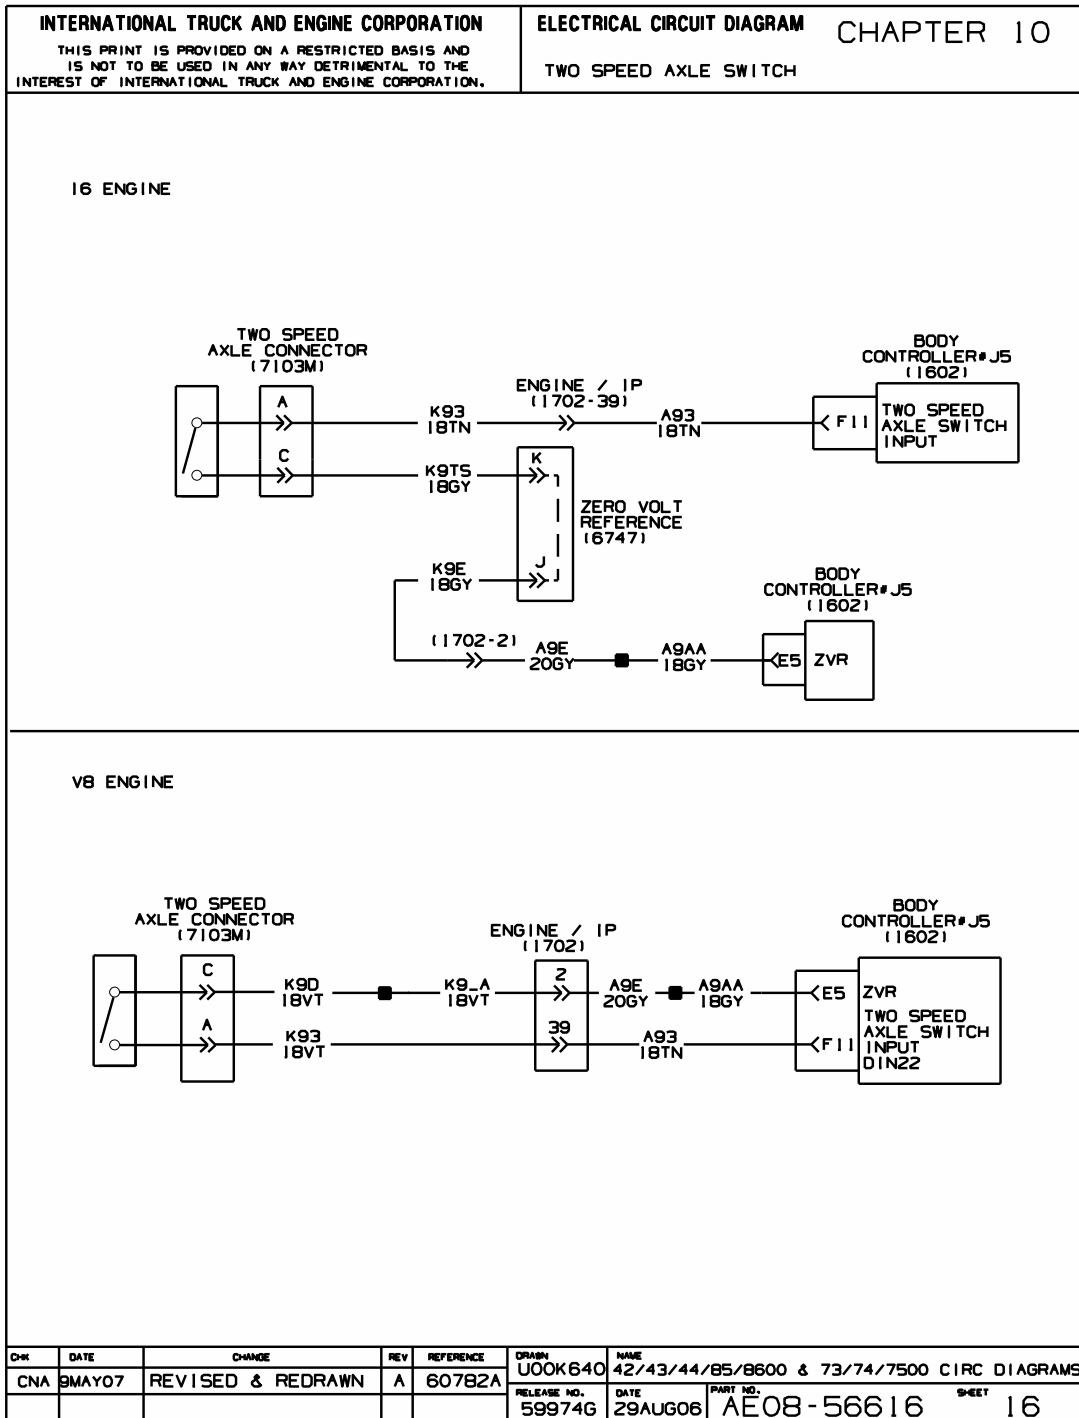 INTERNATIONAL TRUCK AND ENGINE CORPORATION
THIS PRINT IS PROVIDED ON A RESTRICTED BASIS AND
IS NOT TO BE USED IN ANY WAY DETRIMENTAL TO THE
INTEREST OF INTERNATIONAL TRUCK AND ENGINE CORPORATION.
ELECTRICAL CIRCUIT DIAGRAM
CHAPTER 10
TWO SPEED AXLE SWITCH
I6 ENGINE
TWO SPEED
AXLE CONNECTOR
(7103M)
A
C
K93
18TN
K9TS
18GY
ENGINE / IP
(1702-39)
A93
18TN
BODY
CONTROLLER•J5
(1602)
F11
TWO SPEED
AXLE SWITCH
INPUT
K
J
ZERO VOLT
REFERENCE
(6747)
K9E
18GY
(1702-2)
A9E
20GY
A9AA
18GY
BODY
CONTROLLER•J5
(1602)
E5
ZVR
V8 ENGINE
TWO SPEED
AXLE CONNECTOR
(7103M)
C
A
K9D
18VT
K9_A
18VT
K93
18VT
ENGINE / IP
(1702)
2
39
A9E
20GY
A9AA
18GY
A93
18TN
BODY
CONTROLLER•J5
(1602)
E5
F11
ZVR
TWO SPEED
AXLE SWITCH
INPUT
DIN22
CHK DATE CHANGE REV REFERENCE
CNA 9MAY07 REVISED & REDRAWN A 60782A
DRAWN
U00K640
NAME
42/43/44/85/8600 & 73/74/7500 CIRC DIAGRAMS
RELEASE NO.
59974G
DATE
29AUG06
PART NO.
AE08-56616
SHEET
16